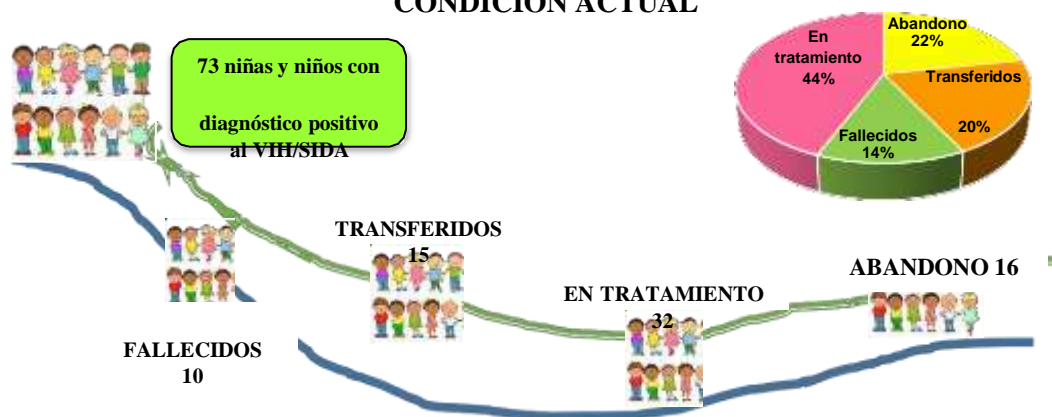 CONDICIÓN ACTUAL
73 niñas y niños con
diagnóstico positivo
al VIH/SIDA
En
tratamiento
44%
Abandono
22%
Transferidos
20%
Fallecidos
14%
TRANSFERIDOS
15
EN TRATAMIENTO
32
ABANDONO 16
FALLECIDOS
10